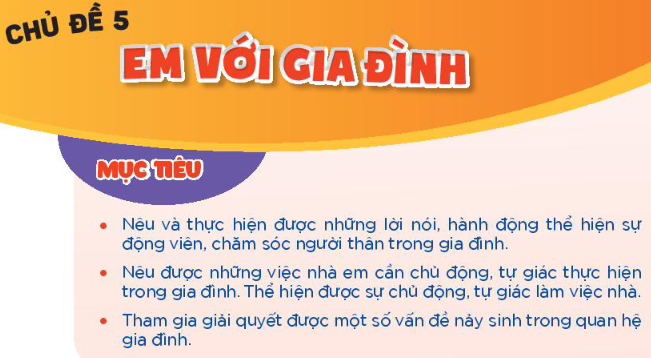 CHỦ ĐỀ 5
EM VỚI GIA ĐÌNH
MỤC TIÊU
• Nêu và thực hiện được những lời nói, hành động thể hiện sự
động viên, chăm sóc người thân trong gia đình.
• Nêu được những việc nhà em cần chủ động, tự giác thực hiện
trong gia đình. Thể hiện được sự chủ động, tự giác làm việc nhà.
• Tham gia giải quyết được một số vấn đề nảy sinh trong quan hệ
gia đình.